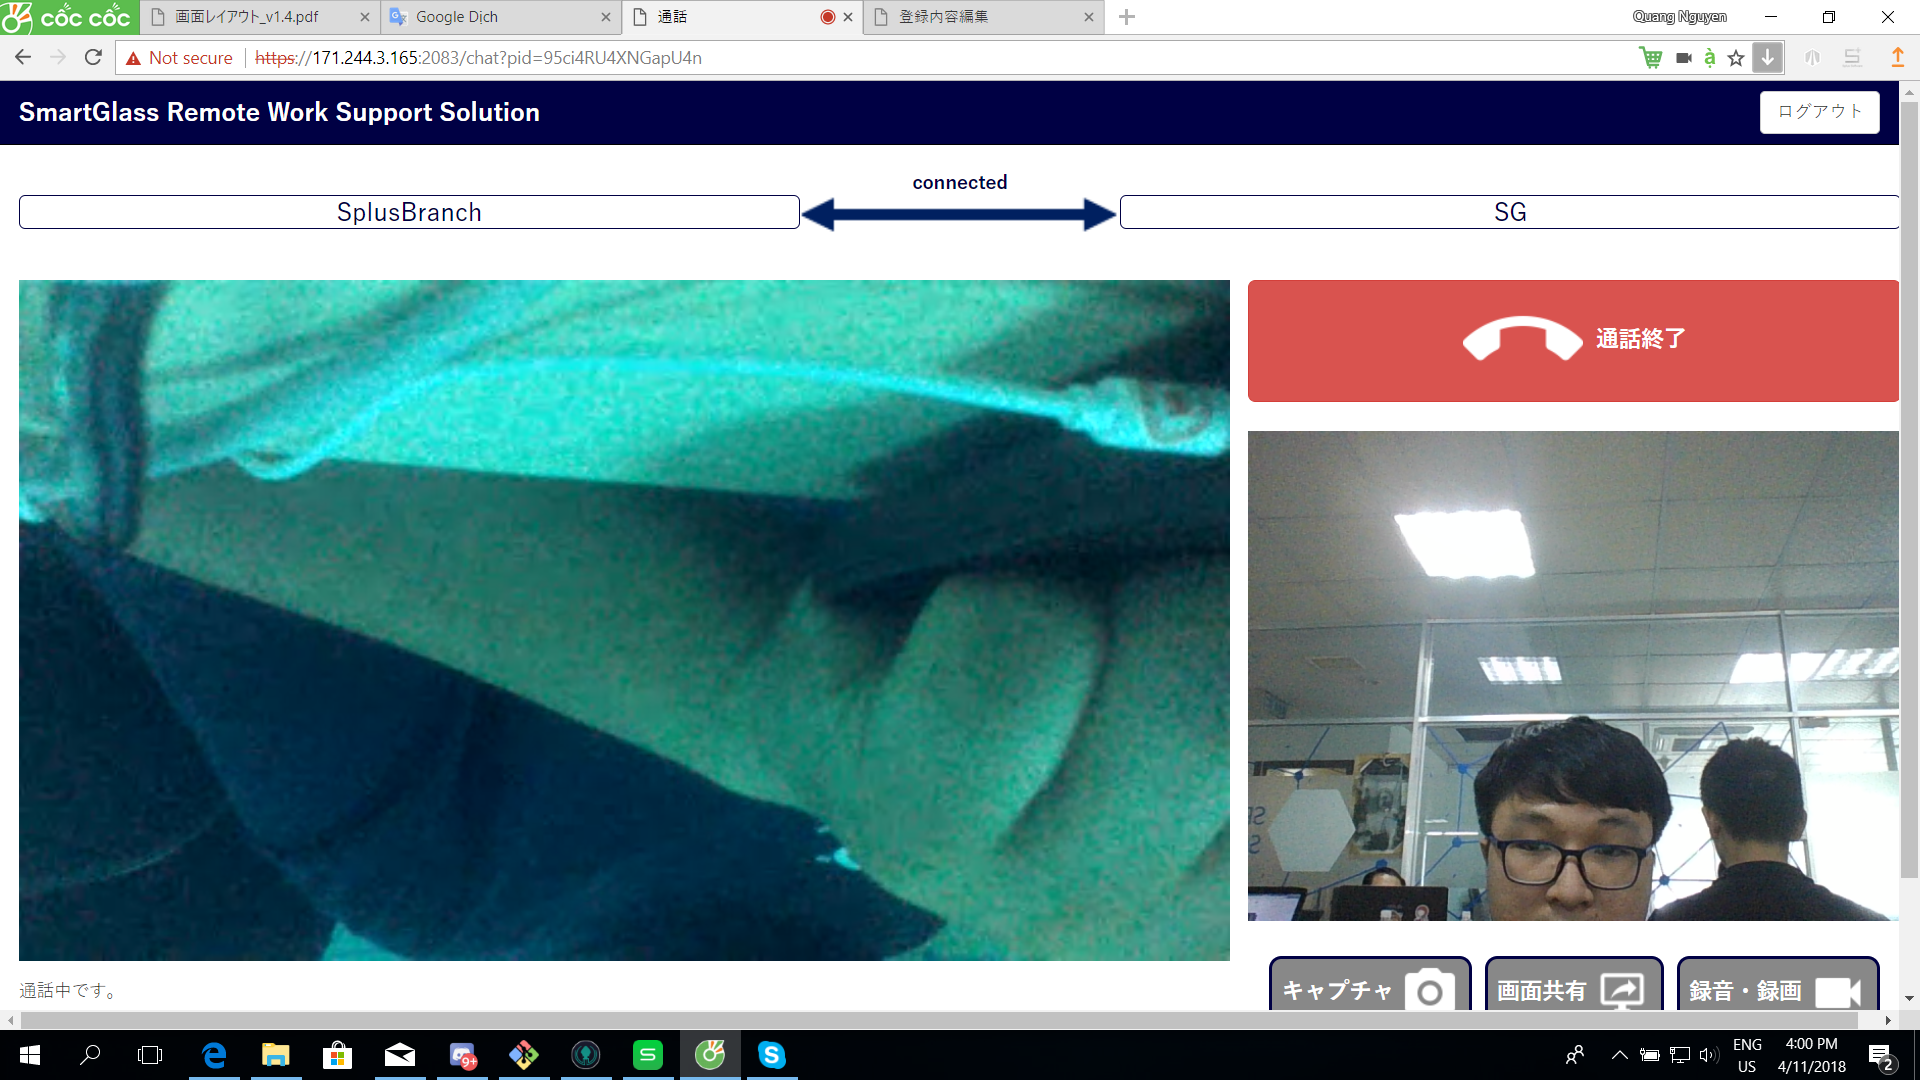 cốc cốc
画面レイアウト_v1.4.pdf
Google Dịch
通話
登録内容編集
Quang Nguyen
Not secure
https://171.244.3.165:2083/chat?pid=95ci4RU4XNGapU4n
SmartGlass Remote Work Support Solution
ログアウト
connected
SplusBranch
SG
通話終了
通話中です。
キャプチャ
画面共有
録音・録画
9+
ENG
US
4:00 PM
4/11/2018
2